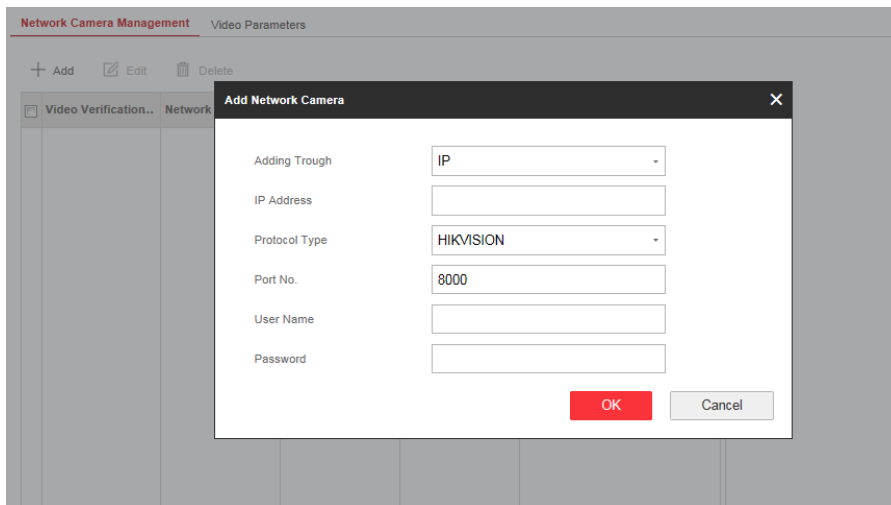 Network Camera Management Video Parameters
Add Edit Delete
Video Verification... Network
Add Network Camera
Adding Trough IP
IP Address
Protocol Type HIKVISION
Port No. 8000
User Name
Password
OK Cancel